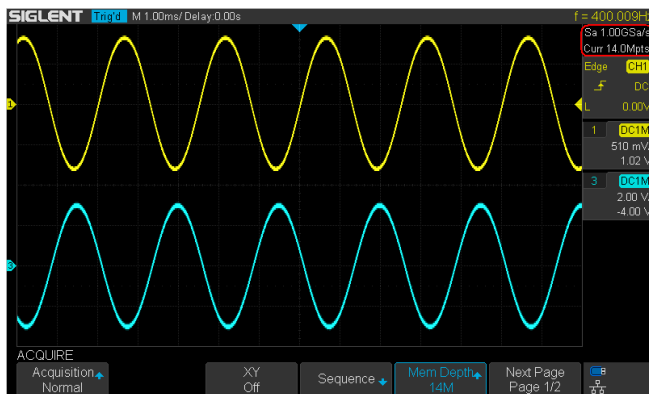 SIGLENT Trig'd M 1.00ms/ Delay:0.00s f = 400.009Hz
Sa 1.00GSa/s
Curr 14.0Mpts
Edge CH1
DC
L 0.00V
1 DC1M
510 mV/
1.02 V
3 DC1M
2.00 V/
-4.00 V
1
3
ACQUIRE
Acquisition XY Sequence Mem Depth Next Page
Normal Off 14M Page 1/2